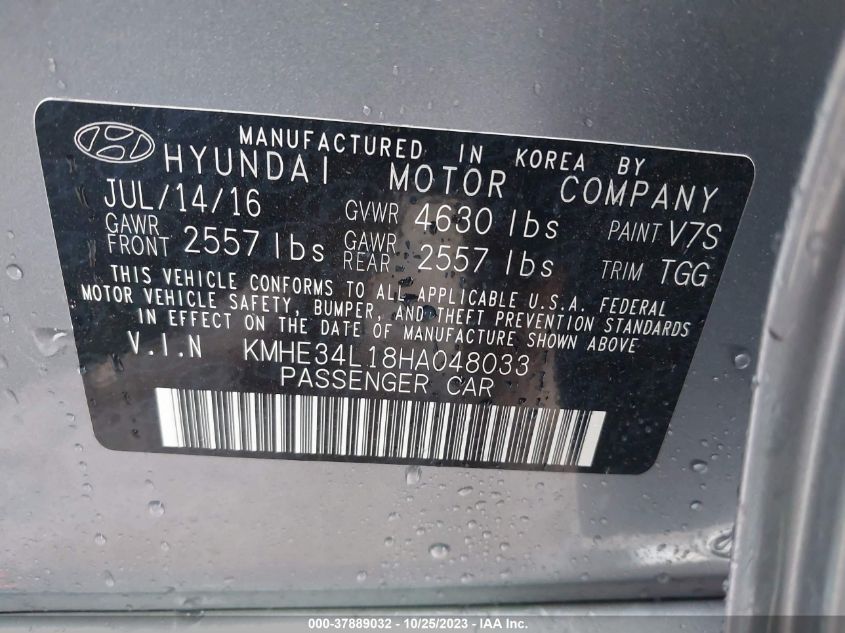 MANUFACTURED IN KOREA BY
HYUNDAI MOTOR COMPANY
JUL/14/16 GVWR 4630 lbs PAINT V7S
GAWR FRONT 2557 lbs GAWR REAR 2557 lbs TRIM TGG
THIS VEHICLE CONFORMS TO ALL APPLICABLE U.S.A. FEDERAL
MOTOR VEHICLE SAFETY, BUMPER, AND THEFT PREVENTION STANDARDS
IN EFFECT ON THE DATE OF MANUFACTURE SHOWN ABOVE.
V.I.N KMHE34L18HA048033
PASSENGER CAR
000-37889032 - 10/25/2023 - IAA Inc.